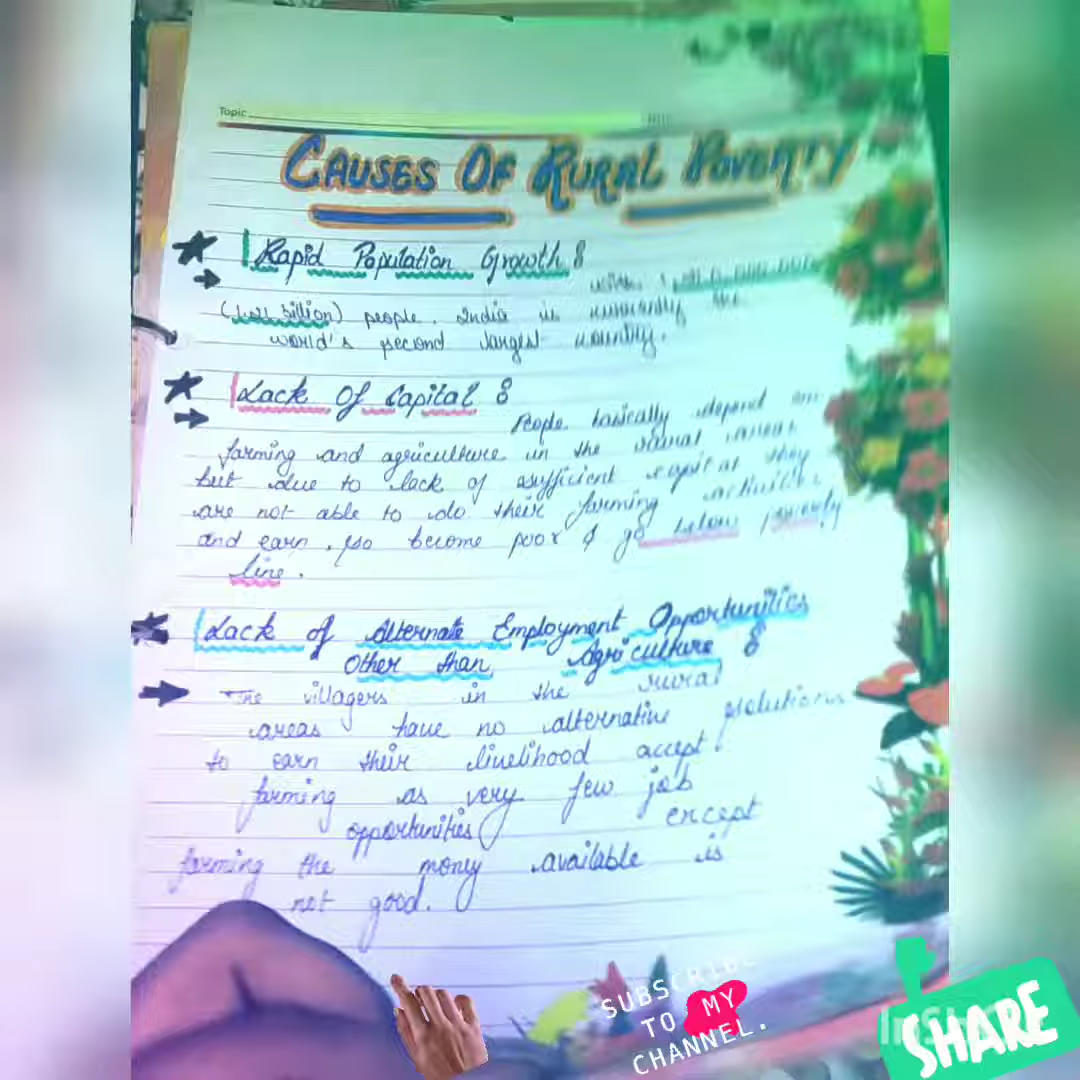 Topic
CAUSES OF RURAL POVERTY
Rapid Population Growth :
with
(1.21 billion) people. India is currently the
world's second largest country.
Lack Of Capital :
People basically depend on
farming and agriculture in the rural areas
but due to lack of sufficient capital they
are not able to do their farming activities
and earn, so become poor & go below poverty
line.
Lack of Alternate Employment Opportunities
Other than Agriculture :
The villagers in the rural
areas have no alternative solutions
to earn their livelihood accept
farming as very few job
opportunities except
farming the money available is
not good.
SUBSCRIBE
TO MY
CHANNEL.
SHARE